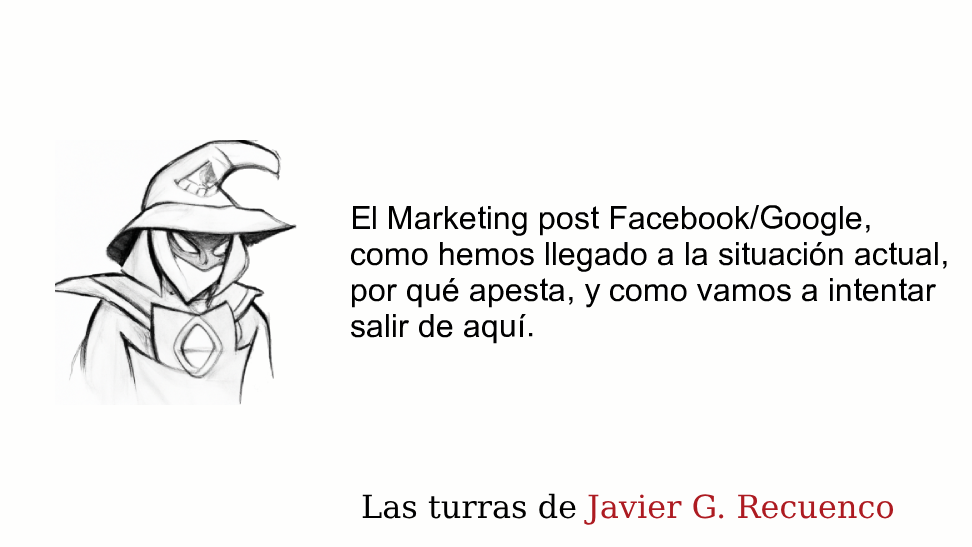 El Marketing post Facebook/Google,
como hemos llegado a la situación actual,
por qué apesta, y como vamos a intentar
salir de aquí.
Las turras de Javier G. Recuenco